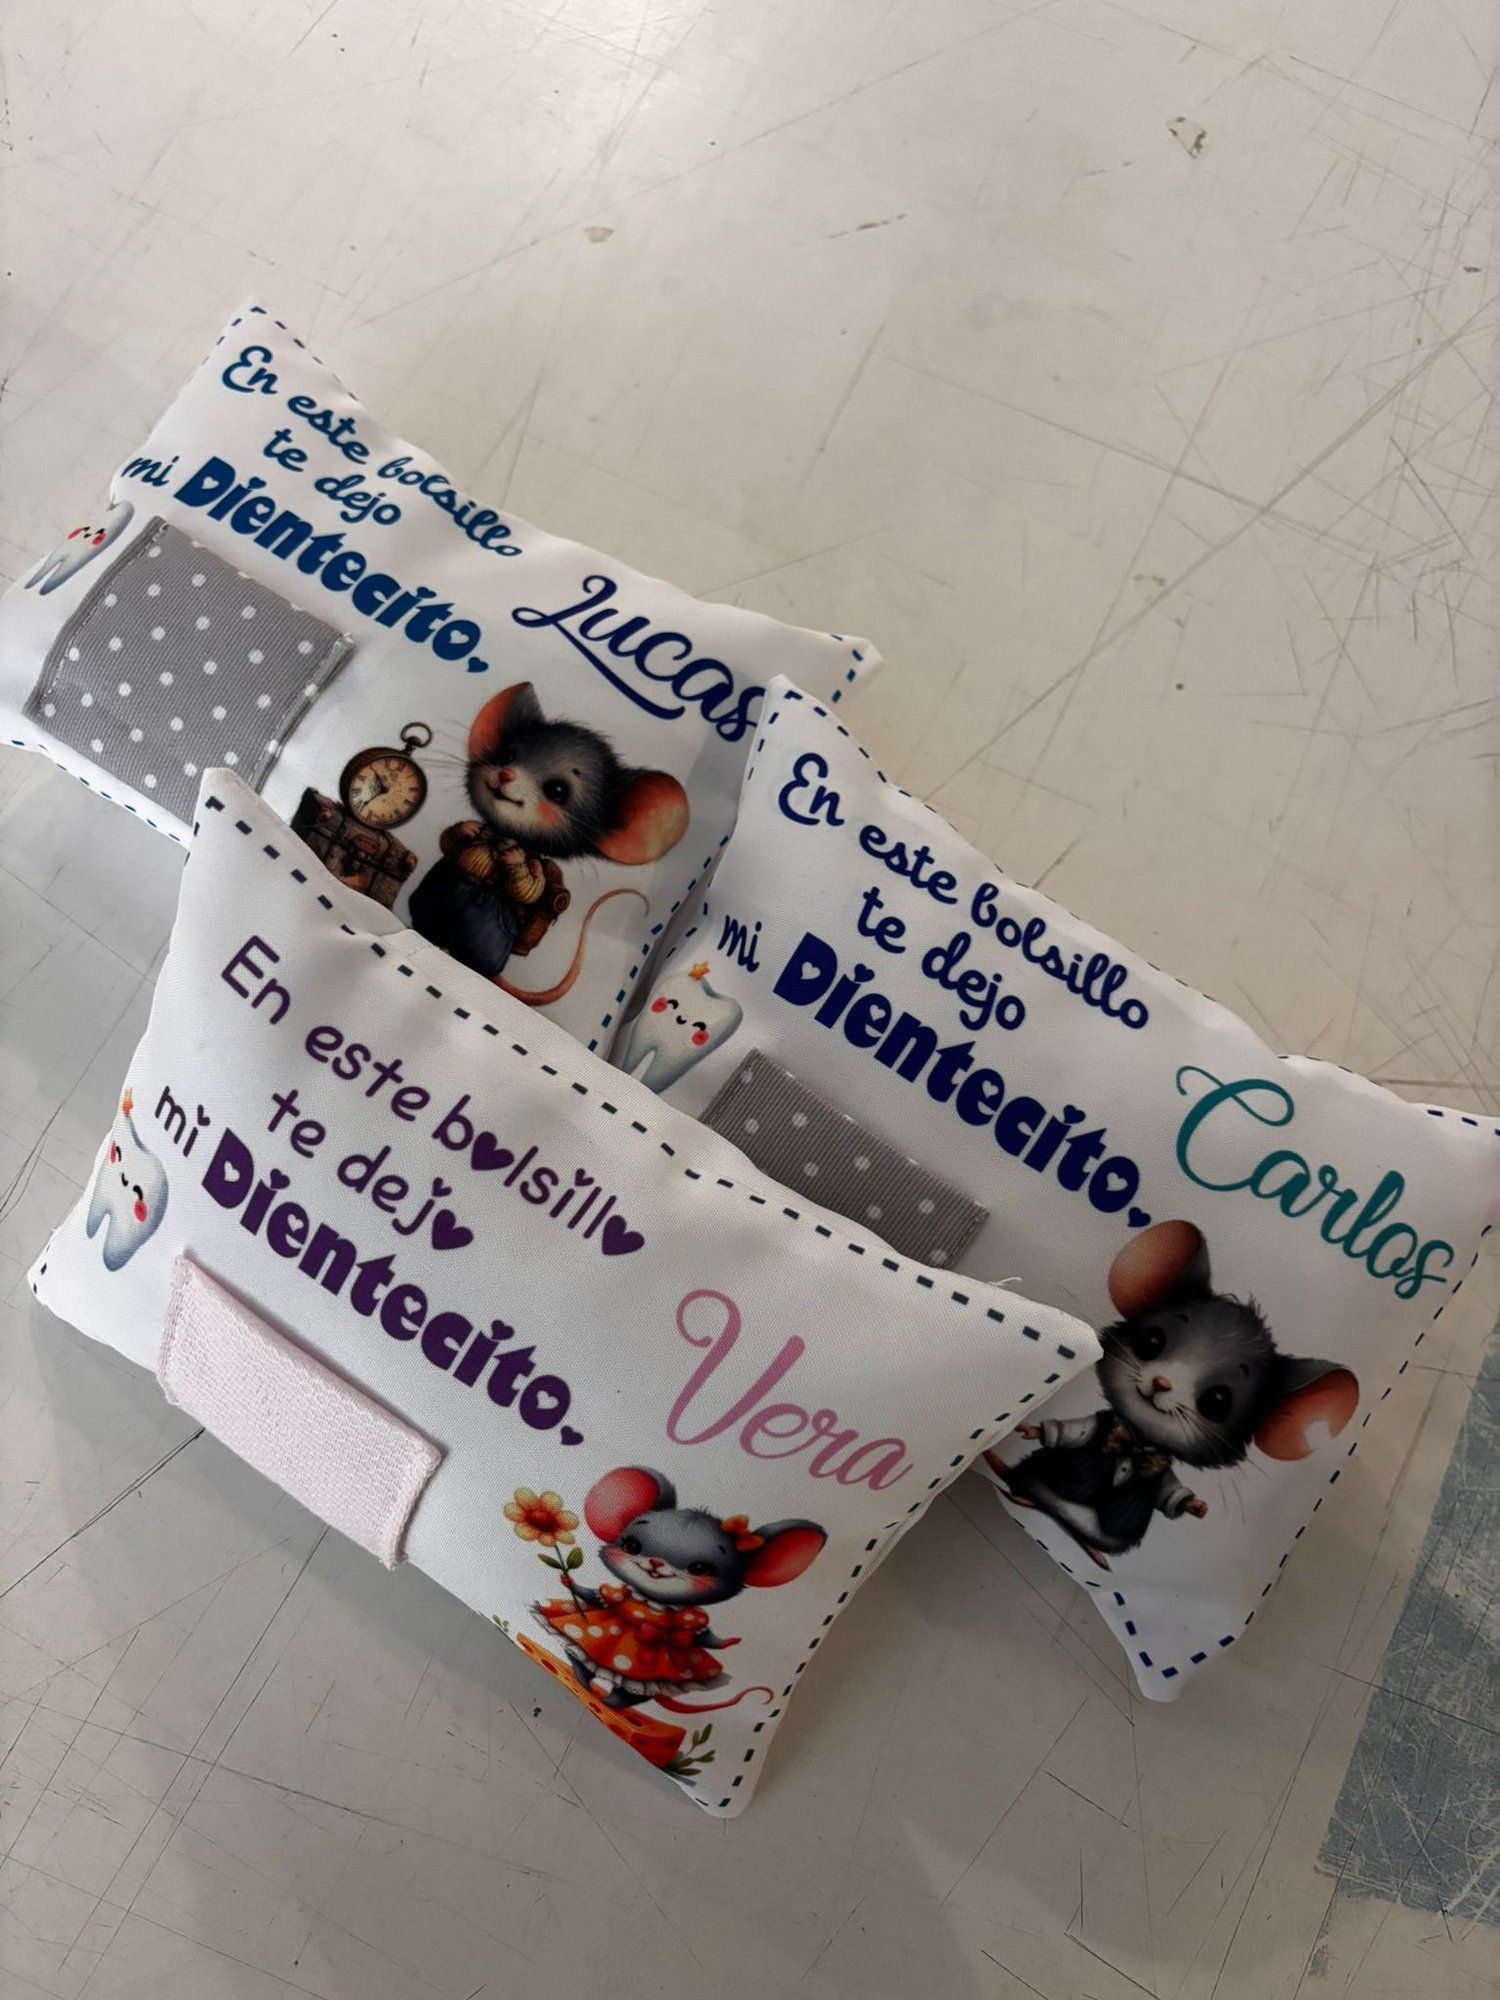 En este bolsillo
te dejo
mi Dientecito.
Lucas
En este bolsillo
te dejo
mi Dientecito.
Carlos
En este bolsillo
te dejo
mi Dientecito.
Vera